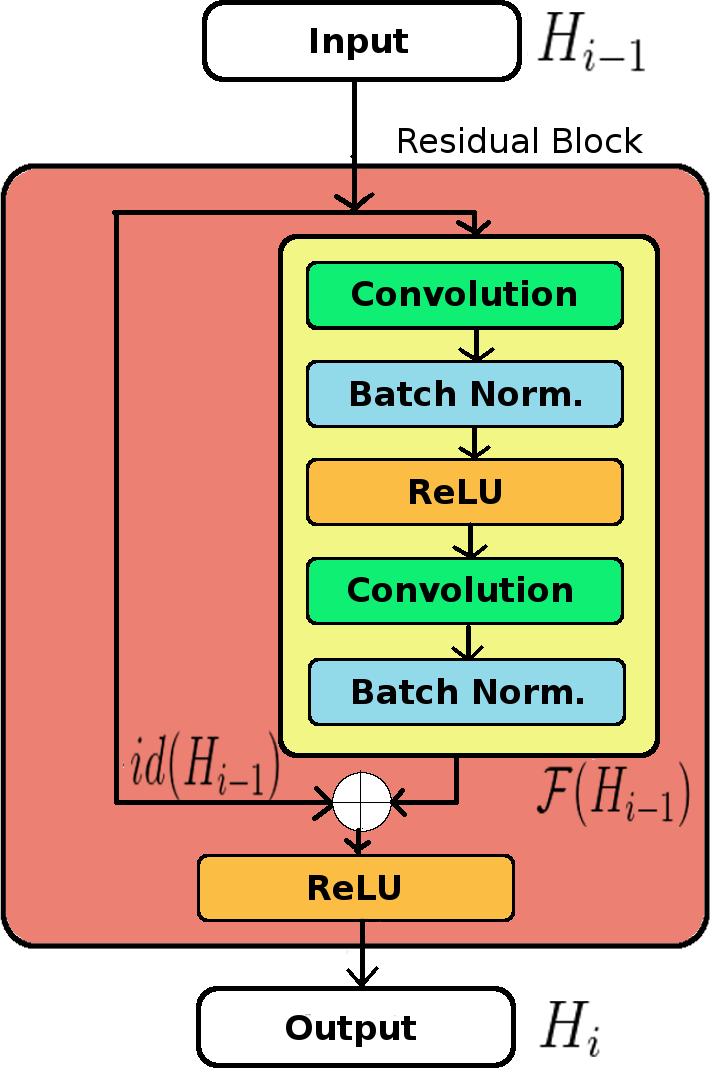 Input H_{i-1}
Residual Block
Convolution
Batch Norm.
ReLU
Convolution
Batch Norm.
id(H_{i-1})
\mathcal{F}(H_{i-1})
ReLU
Output H_i